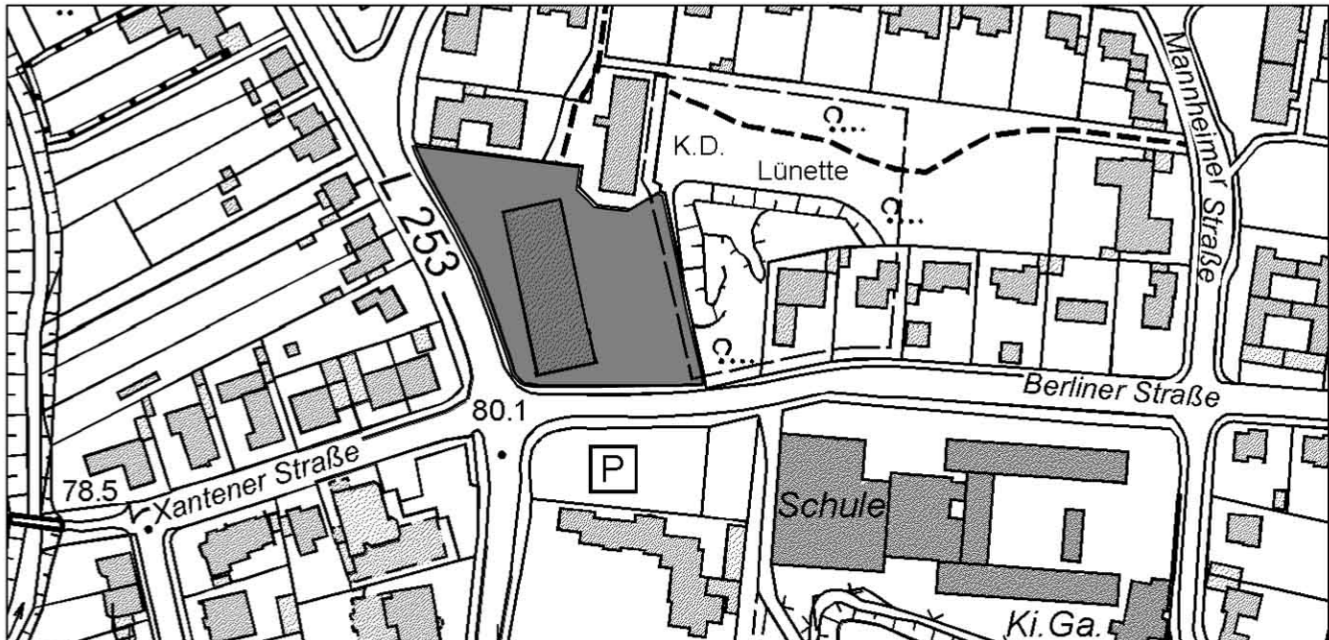 Mannheimer Straße
K.D.
Lünette
L 253
Berliner Straße
80.1
Xantener Straße
78.5
P
Schule
Ki.Ga.